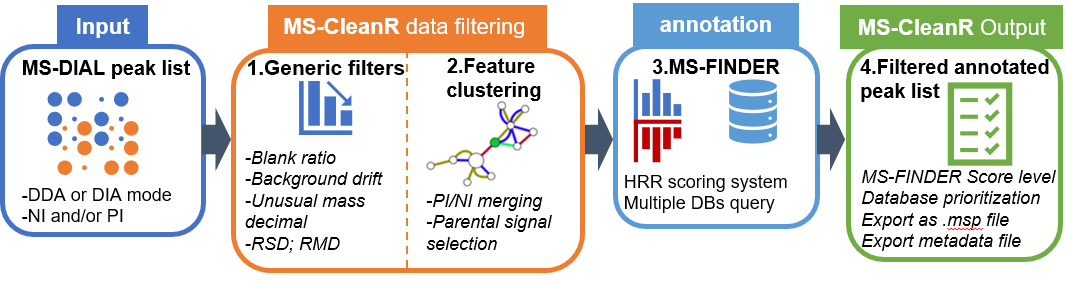 Input
MS-DIAL peak list
-DDA or DIA mode
-NI and/or PI
MS-CleanR data filtering
1.Generic filters
-Blank ratio
-Background drift
-Unusual mass
decimal
-RSD; RMD
2.Feature
clustering
-PI/NI merging
-Parental signal
selection
annotation
3.MS-FINDER
HRR scoring system
Multiple DBs query
MS-CleanR Output
4.Filtered annotated
peak list
MS-FINDER Score level
Database prioritization
Export as .msp file
Export metadata file